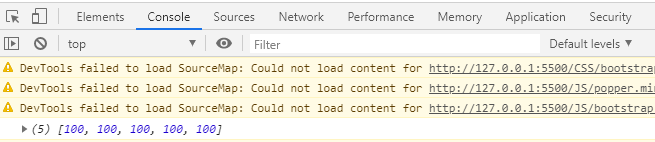 Elements Console Sources Network Performance Memory Application Security
top Filter Default levels
DevTools failed to load SourceMap: Could not load content for http://127.0.0.1:5500/CSS/bootstrap
DevTools failed to load SourceMap: Could not load content for http://127.0.0.1:5500/JS/popper.mi
DevTools failed to load SourceMap: Could not load content for http://127.0.0.1:5500/JS/bootstrap
(5) [100, 100, 100, 100, 100]